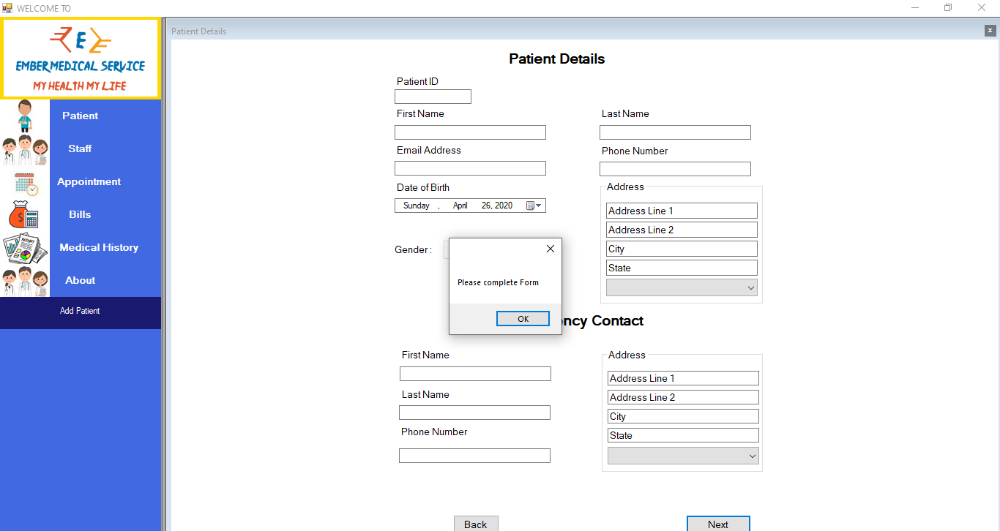 WELCOME TO
E
EMBER MEDICAL SERVICE
MY HEALTH MY LIFE
Patient
Staff
Appointment
Bills
REPORT
$
Medical History
About
Add Patient
Patient Details
x
Patient Details
Patient ID
First Name
Last Name
Email Address
Phone Number
Date of Birth
Sunday , April 26, 2020
Address
Address Line 1
Address Line 2
City
State
Gender :
Please complete Form
OK
ency Contact
First Name
Last Name
Phone Number
Address
Address Line 1
Address Line 2
City
State
Back
Next